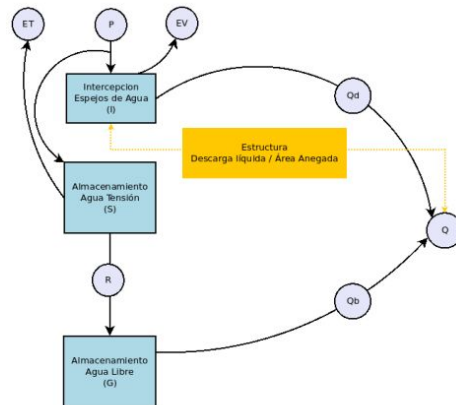 ET
P
EV
Intercepcion
Espejos de Agua
(I)
Qd
Estructura
Descarga líquida / Área Anegada
Almacenamiento
Agua Tensión
(S)
Q
R
Qb
Almacenamiento
Agua Libre
(G)